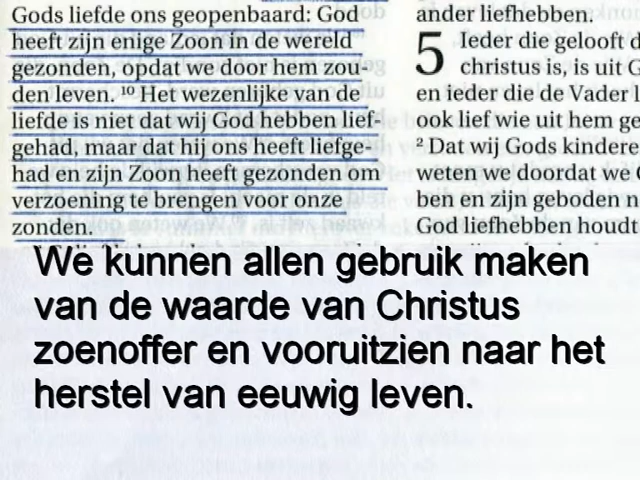 Gods liefde ons geopenbaard: God
heeft zijn enige Zoon in de wereld
gezonden, opdat we door hem zou-
den leven. ¹⁰ Het wezenlijke van de
liefde is niet dat wij God hebben lief-
gehad, maar dat hij ons heeft liefge-
had en zijn Zoon heeft gezonden om
verzoening te brengen voor onze
zonden.
ander liefhebben.
5 Ieder die gelooft d
christus is, is uit G
en ieder die de Vader l
ook lief wie uit hem ge
² Dat wij Gods kindere
weten we doordat we G
ben en zijn geboden n
God liefhebben houdt
We kunnen allen gebruik maken
van de waarde van Christus
zoenoffer en vooruitzien naar het
herstel van eeuwig leven.